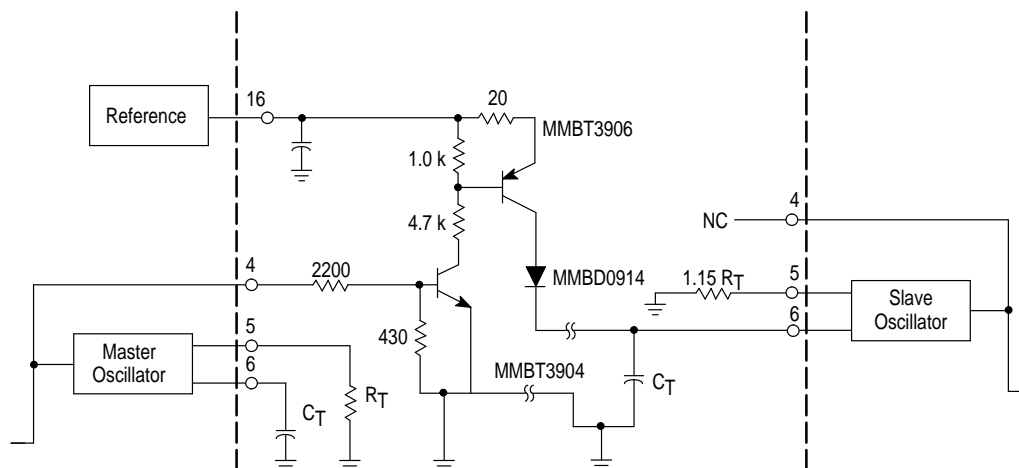 Reference
16
20
MMBT3906
1.0 k
4.7 k
NC
4
4
2200
MMBD0914
1.15 RT
5
Slave
Oscillator
6
430
5
Master
Oscillator
6
MMBT3904
CT
RT
CT